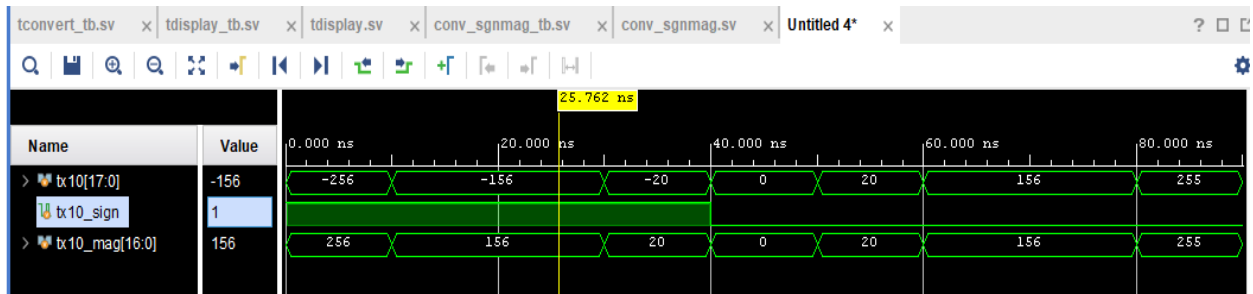 tconvert_tb.sv tdisplay_tb.sv tdisplay.sv conv_sgnmag_tb.sv conv_sgnmag.sv Untitled 4*
25.762 ns
Name Value 0.000 ns 20.000 ns 40.000 ns 60.000 ns 80.000 ns
tx10[17:0] -156 -256 -156 -20 0 20 156 255
tx10_sign 1
tx10_mag[16:0] 156 256 156 20 0 20 156 255